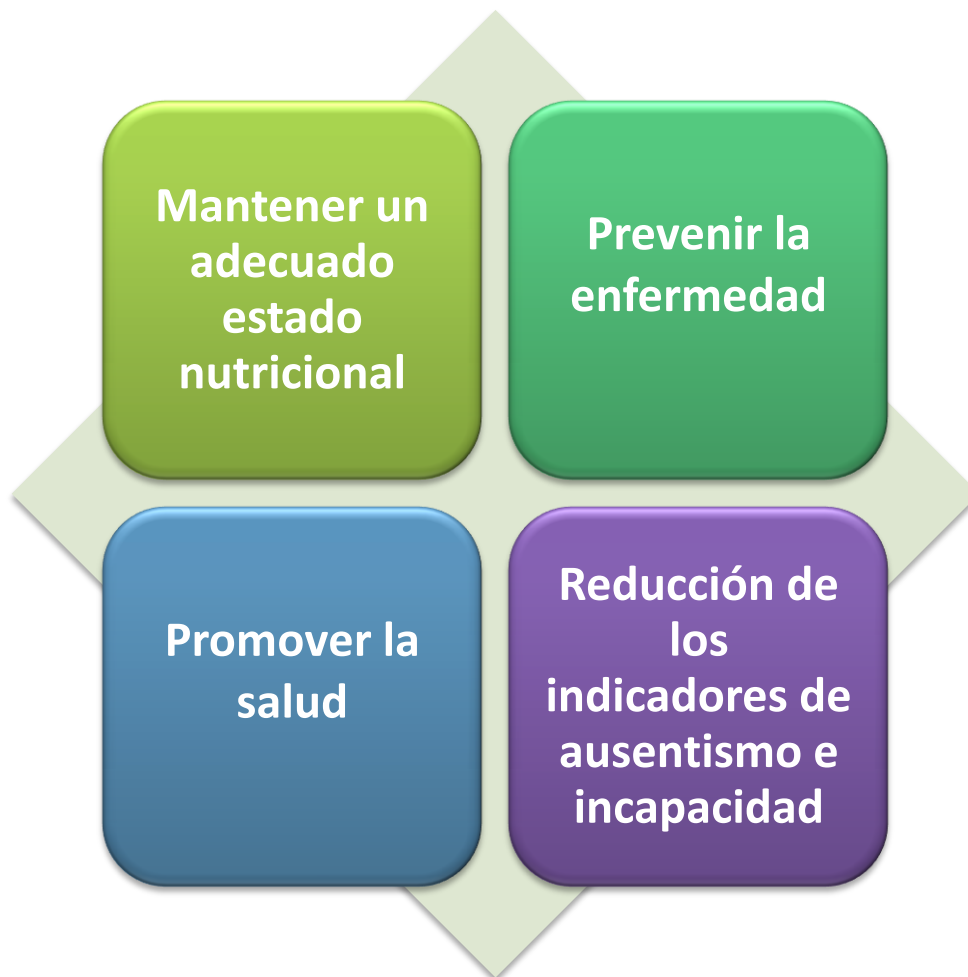 Mantener un
adecuado
estado
nutricional
Prevenir la
enfermedad
Promover la
salud
Reducción de
los
indicadores de
ausentismo e
incapacidad